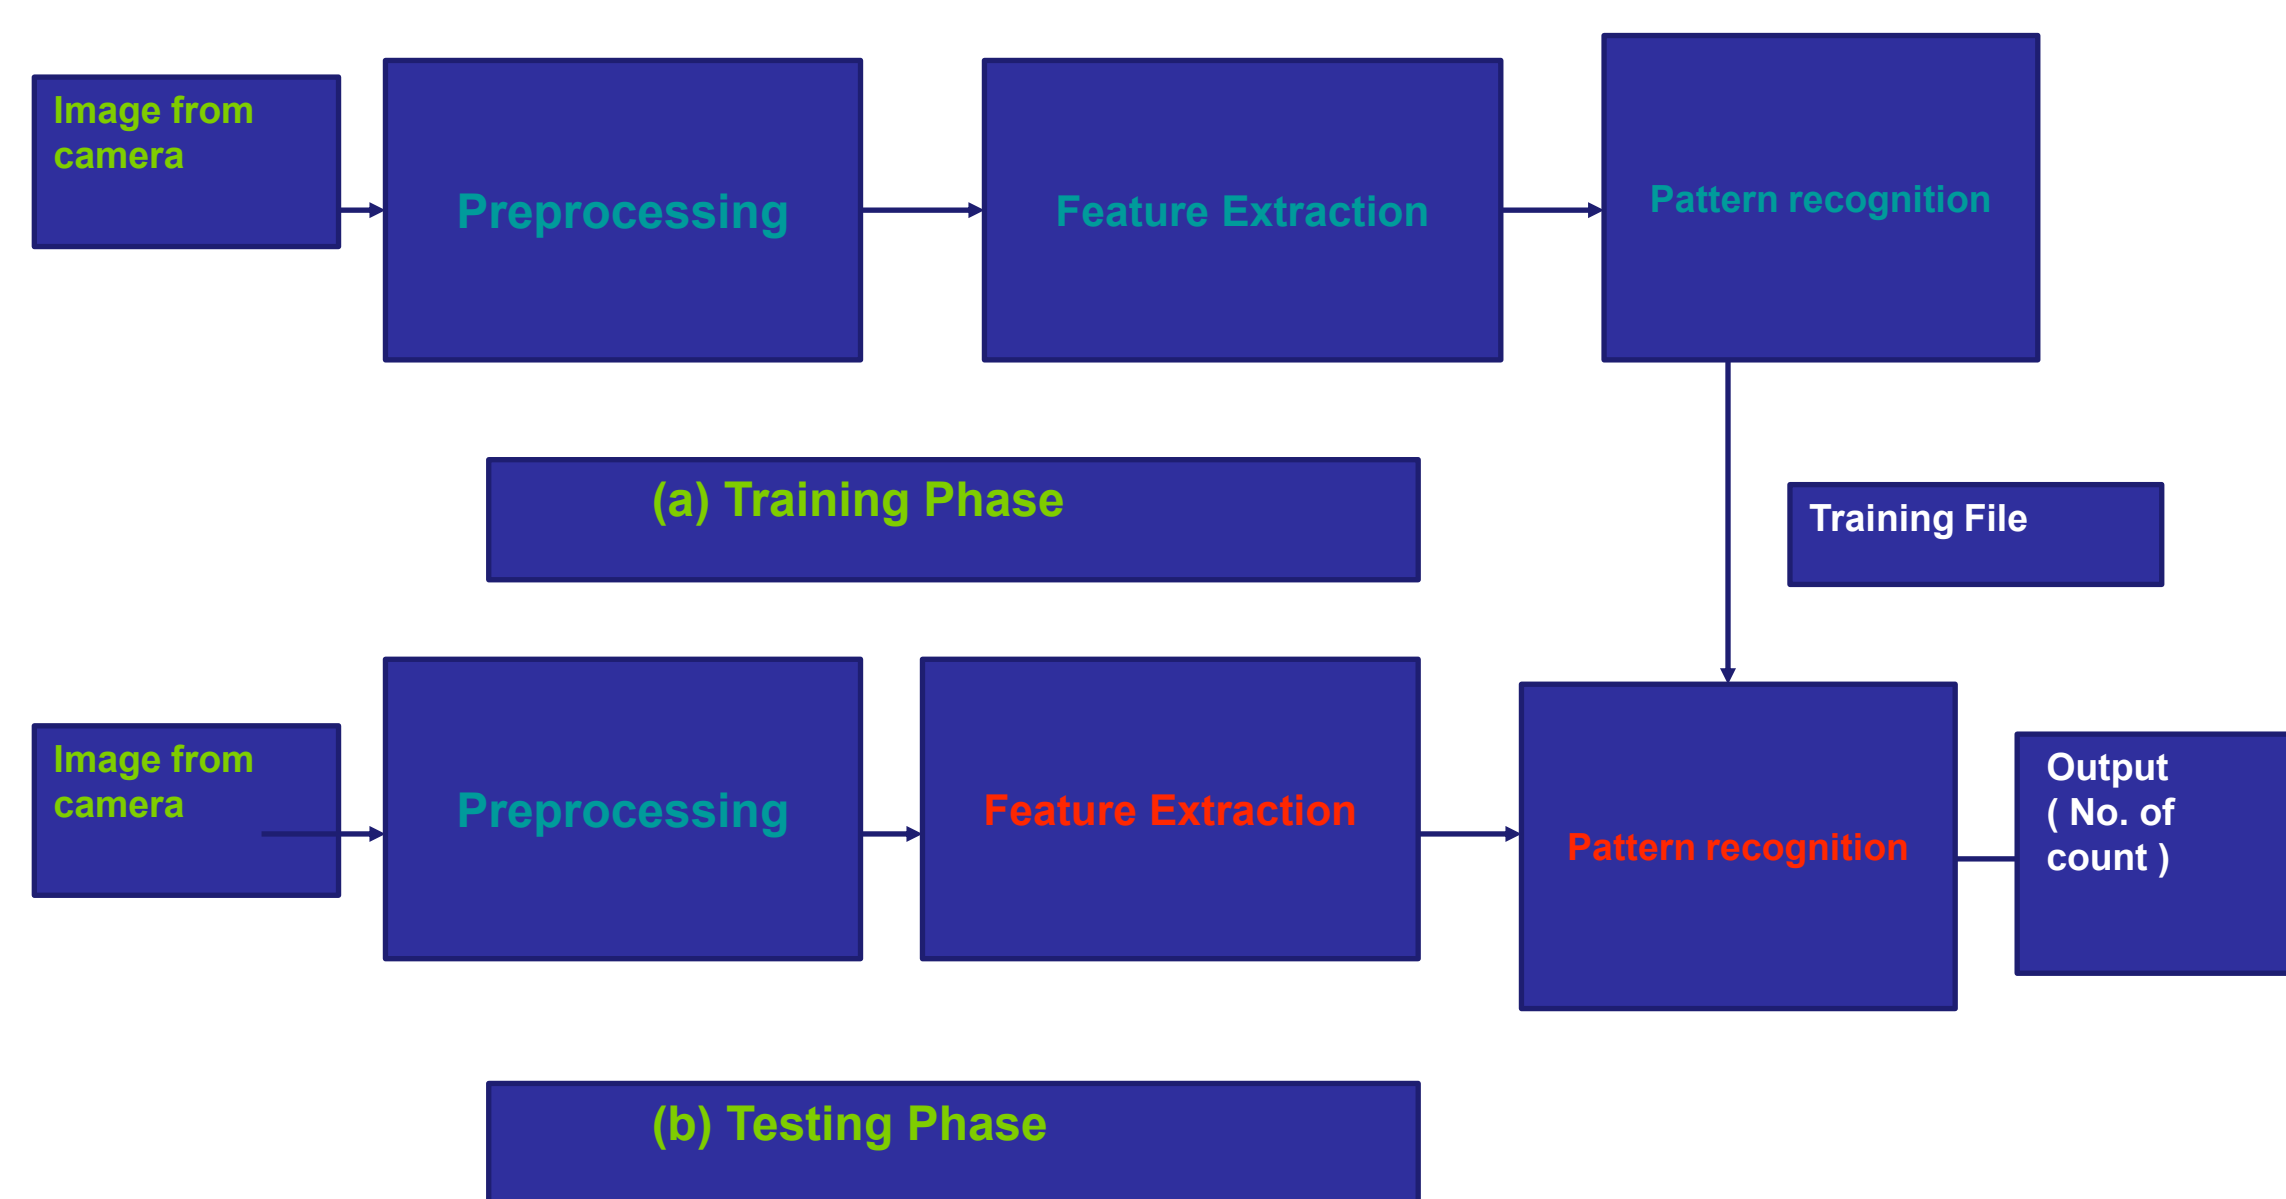 Image from
camera
Preprocessing
Feature Extraction
Pattern recognition
(a) Training Phase
Training File
Image from
camera
Preprocessing
Feature Extraction
Pattern recognition
Output
( No. of
count )
(b) Testing Phase